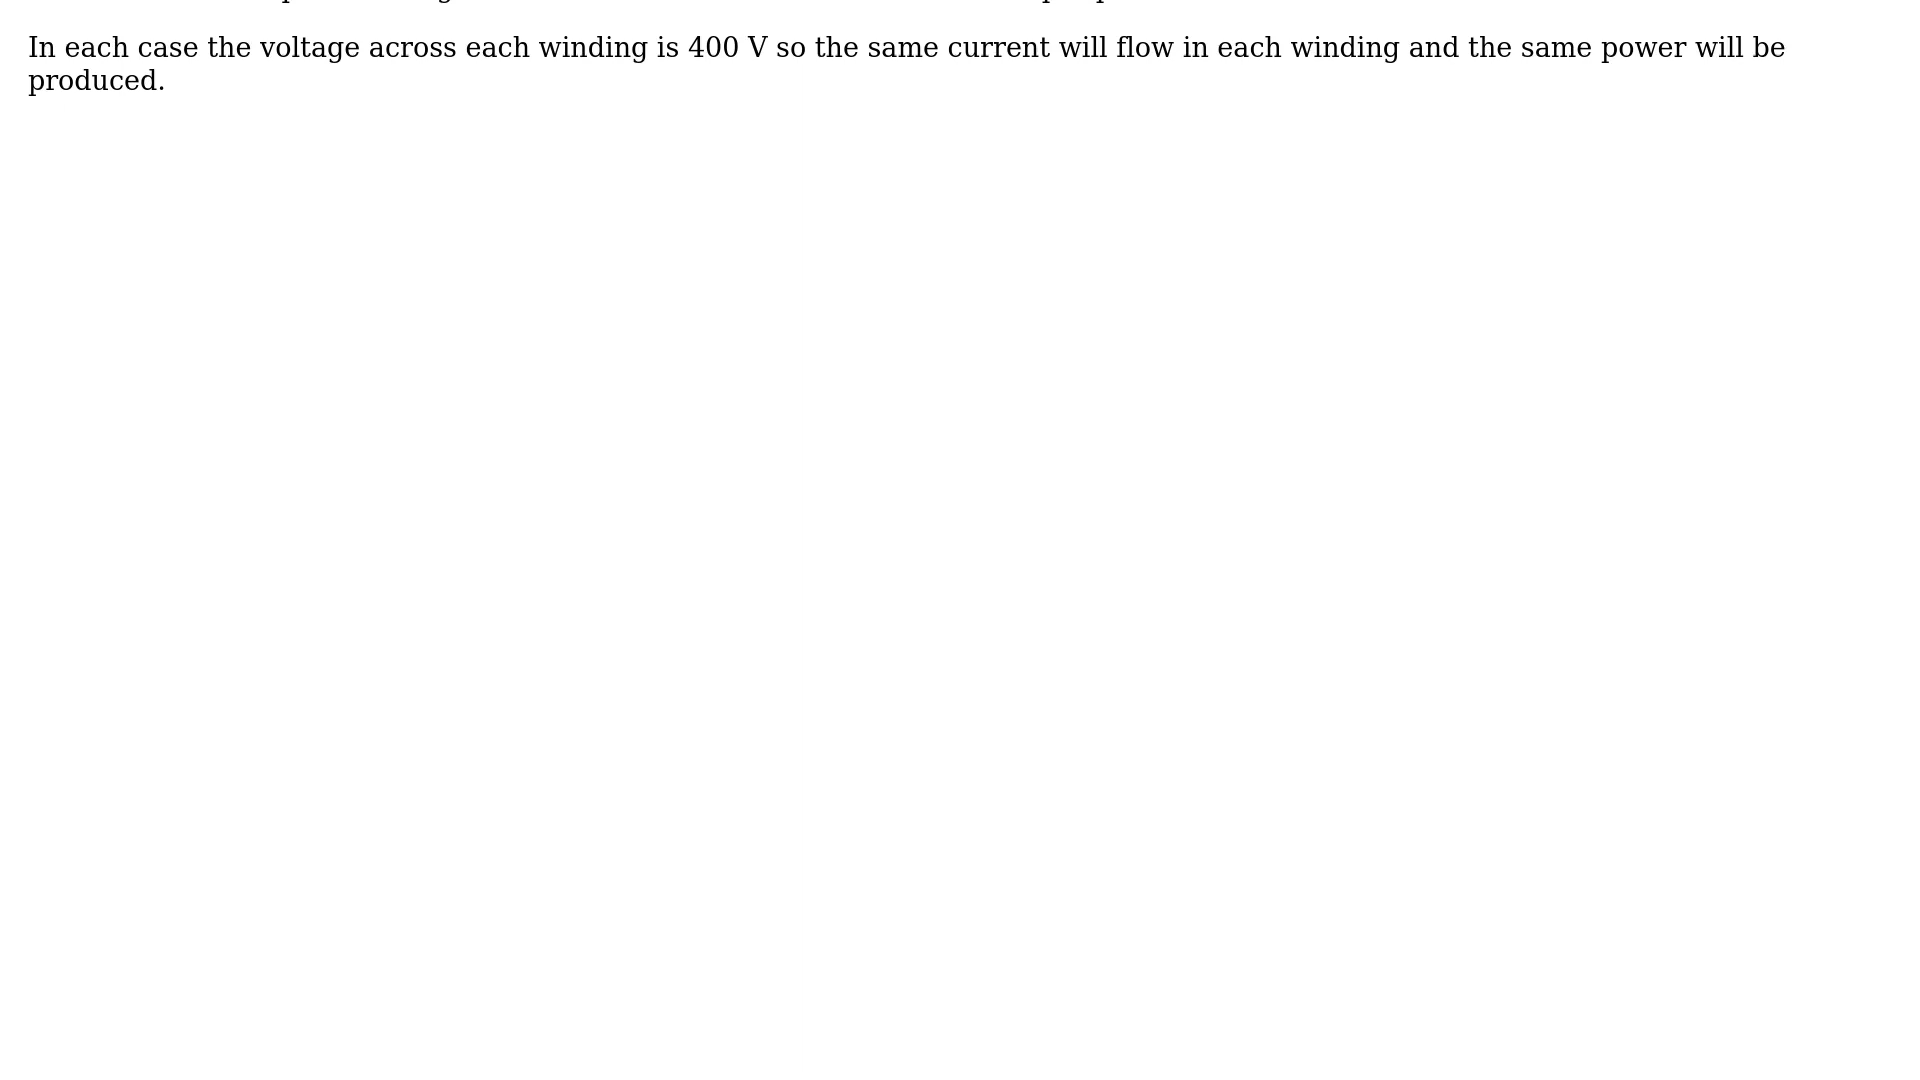 In each case the voltage across each winding is 400 V so the same current will flow in each winding and the same power will be
produced.